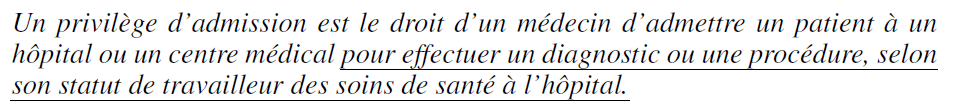 Un privilège d’admission est le droit d’un médecin d’admettre un patient à un
hôpital ou un centre médical pour effectuer un diagnostic ou une procédure, selon
son statut de travailleur des soins de santé à l’hôpital.